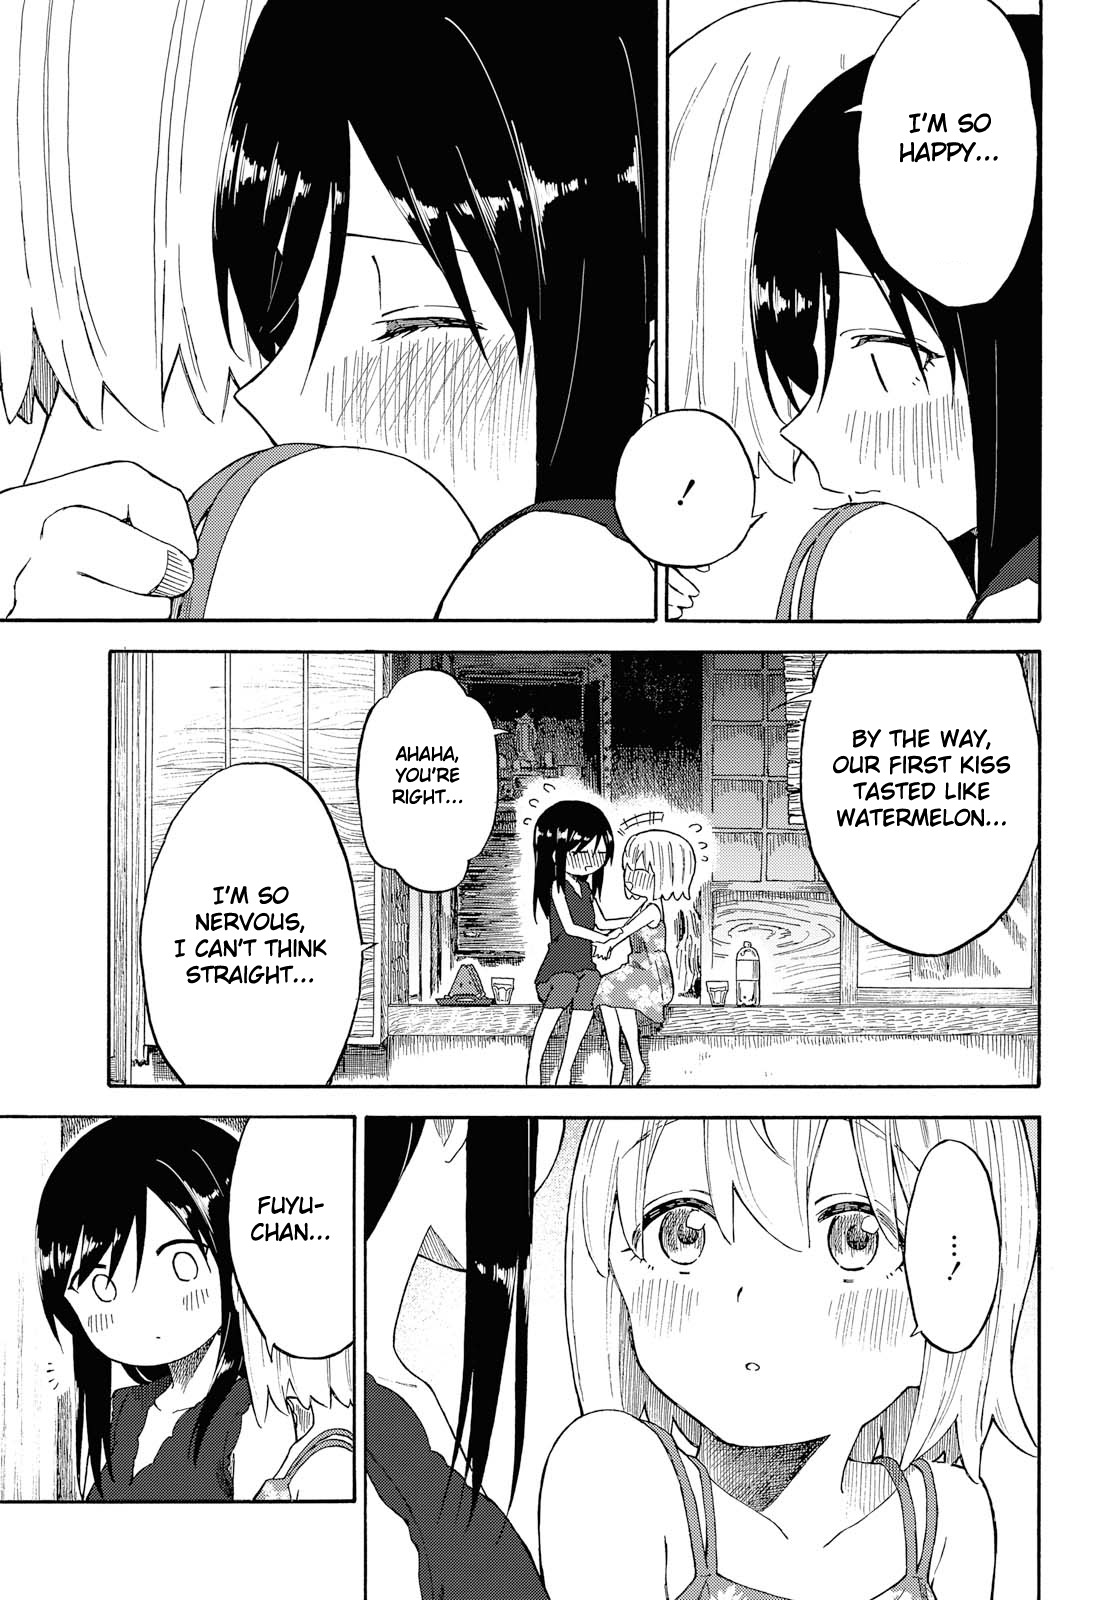 I'M SO
HAPPY...
!
BY THE WAY,
OUR FIRST KISS
TASTED LIKE
WATERMELON...
AHAHA,
YOU'RE
RIGHT...
I'M SO
NERVOUS,
I CAN'T THINK
STRAIGHT...
...!
FUYU-
CHAN...